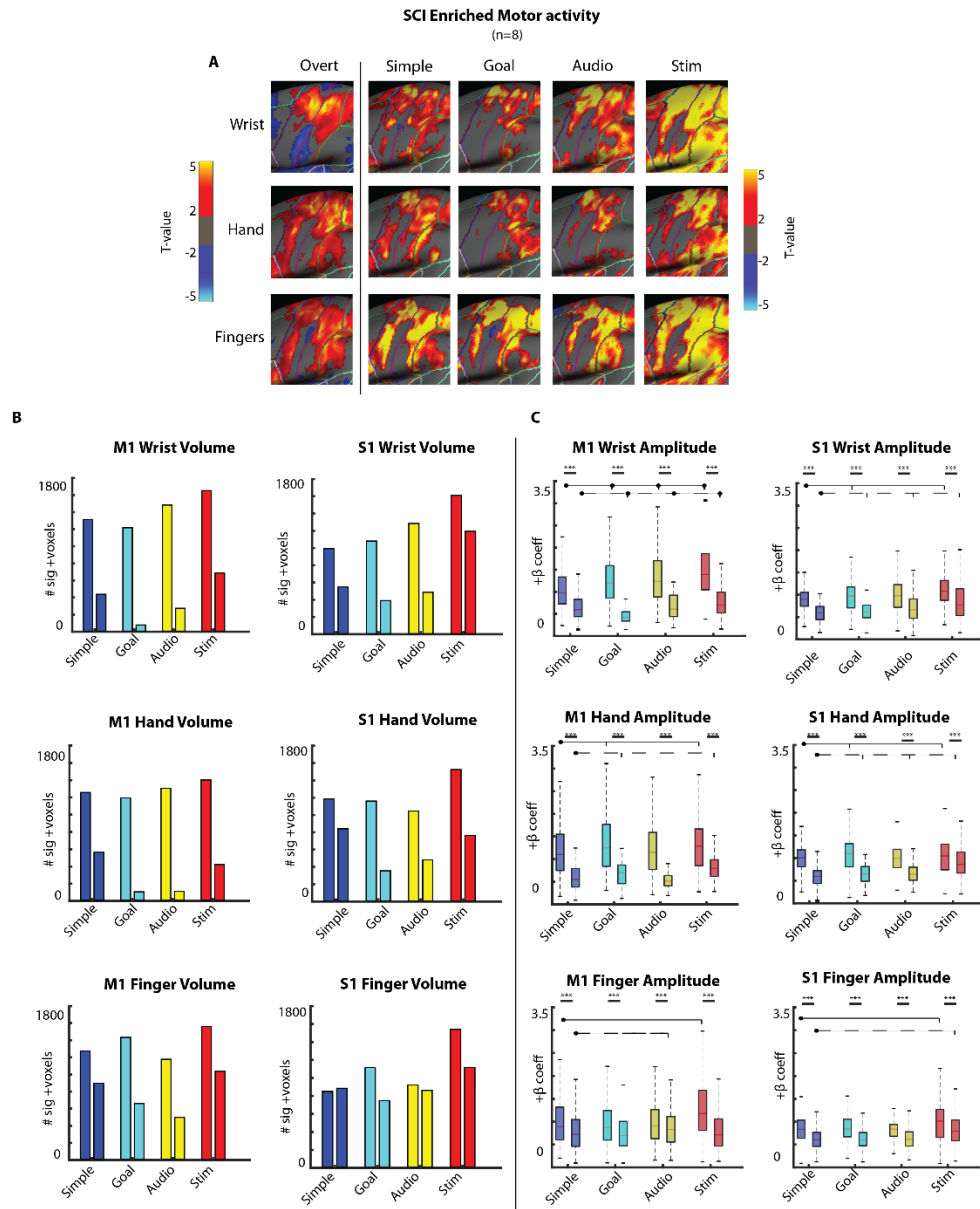 SCI Enriched Motor activity
(n=8)
A
Overt Simple Goal Audio Stim
Wrist
Hand
Fingers
5
2
-2
-5
T-value
5
2
-2
-5
T-value
B
M1 Wrist Volume
1800
0
# sig +voxels
Simple Goal Audio Stim
S1 Wrist Volume
1800
0
# sig +voxels
Simple Goal Audio Stim
M1 Hand Volume
1800
0
# sig +voxels
Simple Goal Audio Stim
S1 Hand Volume
1800
0
# sig +voxels
Simple Goal Audio Stim
M1 Finger Volume
1800
0
# sig +voxels
Simple Goal Audio Stim
S1 Finger Volume
1800
0
# sig +voxels
Simple Goal Audio Stim
C
M1 Wrist Amplitude
*** *** *** ***
3.5
0
+β coeff
Simple Goal Audio Stim
S1 Wrist Amplitude
*** *** *** ***
3.5
0
+β coeff
Simple Goal Audio Stim
M1 Hand Amplitude
*** *** *** ***
3.5
0
+β coeff
Simple Goal Audio Stim
S1 Hand Amplitude
*** *** *** ***
3.5
0
+β coeff
Simple Goal Audio Stim
M1 Finger Amplitude
*** *** *** ***
3.5
0
+β coeff
Simple Goal Audio Stim
S1 Finger Amplitude
*** *** *** ***
3.5
0
+β coeff
Simple Goal Audio Stim